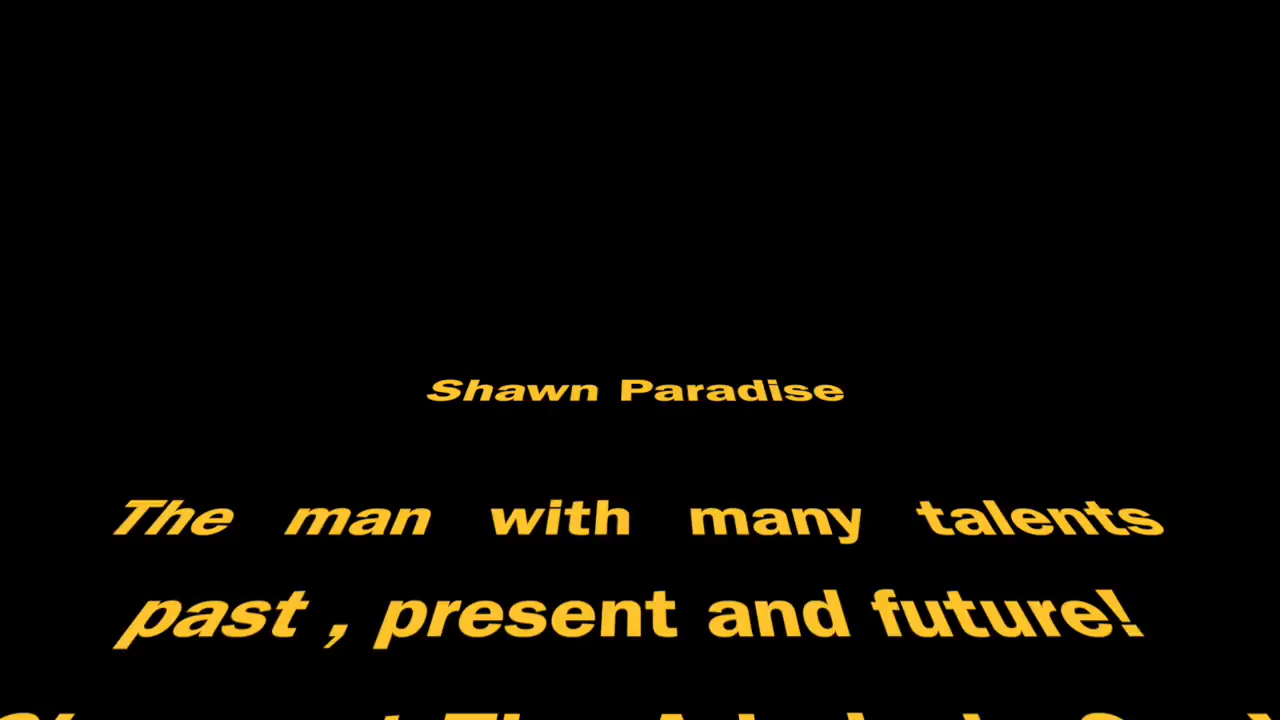 Shawn Paradise
The man with many talents
past , present and future!